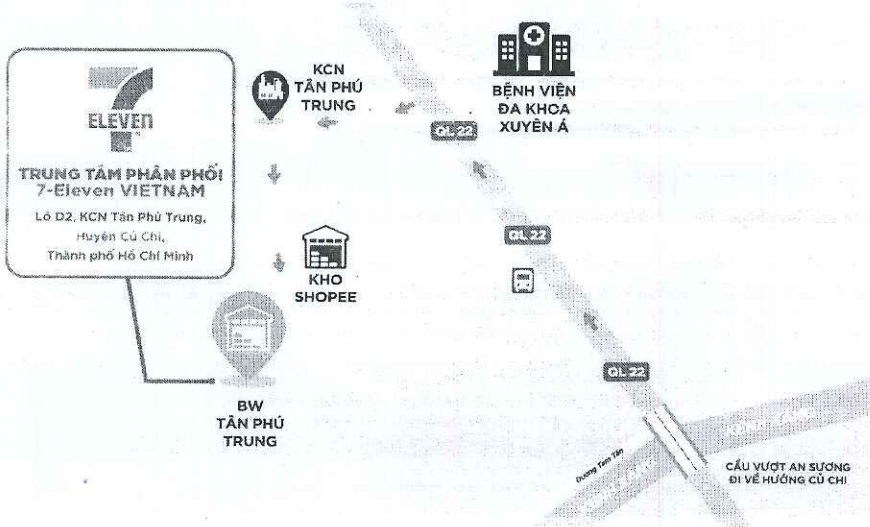 7
ELEVEN
TRUNG TÂM PHÂN PHỐI
7-Eleven VIETNAM
Lô D2, KCN Tân Phú Trung,
Huyện Củ Chi,
Thành phố Hồ Chí Minh
KCN
TÂN PHÚ
TRUNG
BỆNH VIỆN
ĐA KHOA
XUYÊN Á
QL 22
QL 22
KHO
SHOPEE
QL 22
BW
TÂN PHÚ
TRUNG
Đường Tam Tân
CẦU VƯỢT AN SƯƠNG
ĐI VỀ HƯỚNG CỦ CHI